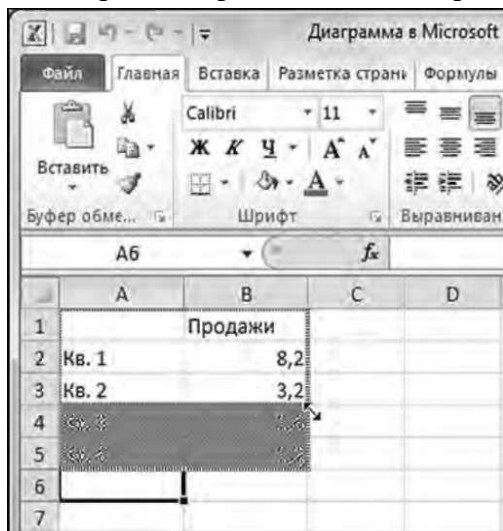 Диаграмма в Microsoft
Файл Главная Вставка Разметка страни Формулы
Calibri 11
Вставить
Ж К Ч А А
А
Буфер обме... Шрифт Выравниван
A6 fx
A B C D
1 Продажи
2 Кв. 1 8,2
3 Кв. 2 3,2
4
5
6
7